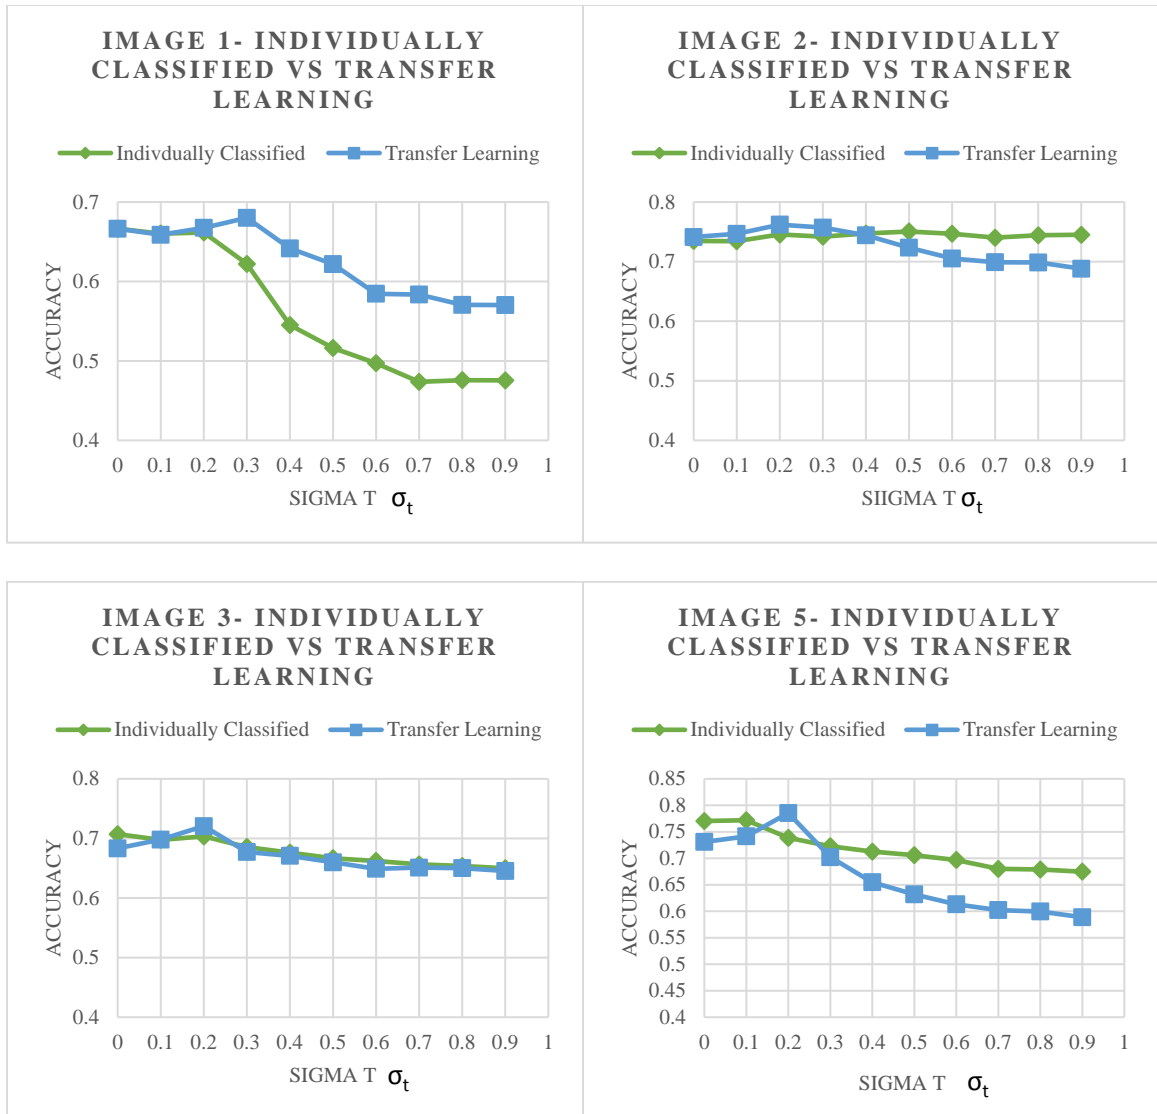 IMAGE 1- INDIVIDUALLY
CLASSIFIED VS TRANSFER
LEARNING
Indivdually Classified Transfer Learning
0.7
0.6
0.5
0.4
0 0.1 0.2 0.3 0.4 0.5 0.6 0.7 0.8 0.9 1
ACCURACY
SIGMA T σt
IMAGE 2- INDIVIDUALLY
CLASSIFIED VS TRANSFER
LEARNING
Individually Classified Transfer Learning
0.8
0.7
0.6
0.5
0.4
0 0.1 0.2 0.3 0.4 0.5 0.6 0.7 0.8 0.9 1
ACCURACY
SIIGMA T σt
IMAGE 3- INDIVIDUALLY
CLASSIFIED VS TRANSFER
LEARNING
Individually Classified Transfer Learning
0.8
0.7
0.6
0.5
0.4
0 0.1 0.2 0.3 0.4 0.5 0.6 0.7 0.8 0.9 1
ACCURACY
SIGMA T σt
IMAGE 5- INDIVIDUALLY
CLASSIFIED VS TRANSFER
LEARNING
Individually Classified Transfer Learning
0.85
0.8
0.75
0.7
0.65
0.6
0.55
0.5
0.45
0.4
0 0.1 0.2 0.3 0.4 0.5 0.6 0.7 0.8 0.9 1
ACCURACY
SIGMA T σt